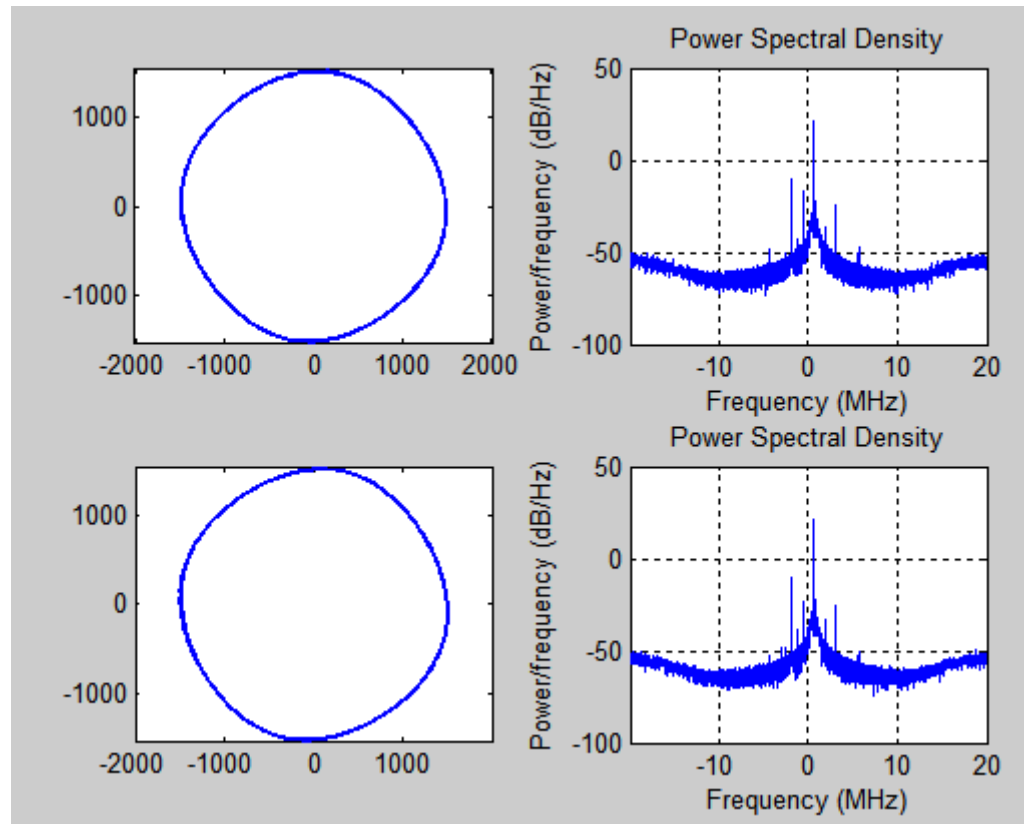 Power Spectral Density
1000
0
-1000
-2000 -1000 0 1000 2000
Power/frequency (dB/Hz)
50
0
-50
-100
-10 0 10 20
Frequency (MHz)
Power Spectral Density
1000
0
-1000
-2000 -1000 0 1000
Power/frequency (dB/Hz)
50
0
-50
-100
-10 0 10 20
Frequency (MHz)